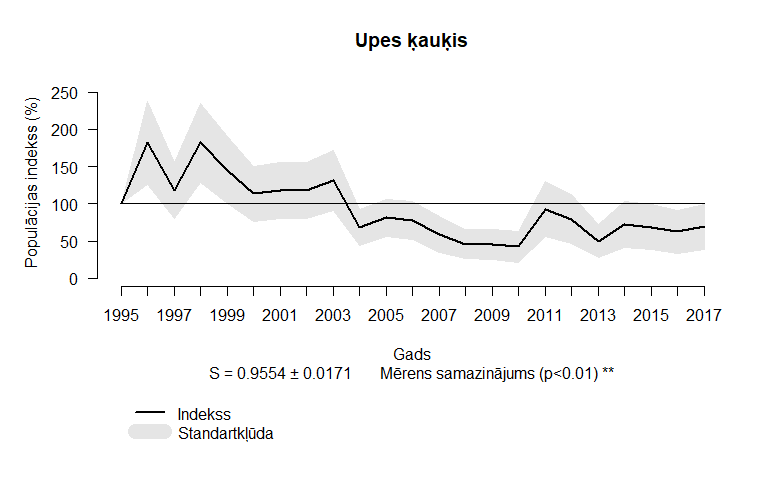 Upes ķauķis
Populācijas indekss (%)
250
200
150
100
50
0
1995 1997 1999 2001 2003 2005 2007 2009 2011 2013 2015 2017
Gads
S = 0.9554 ± 0.0171 Mērens samazinājums (p<0.01) **
Indekss
Standartkļūda